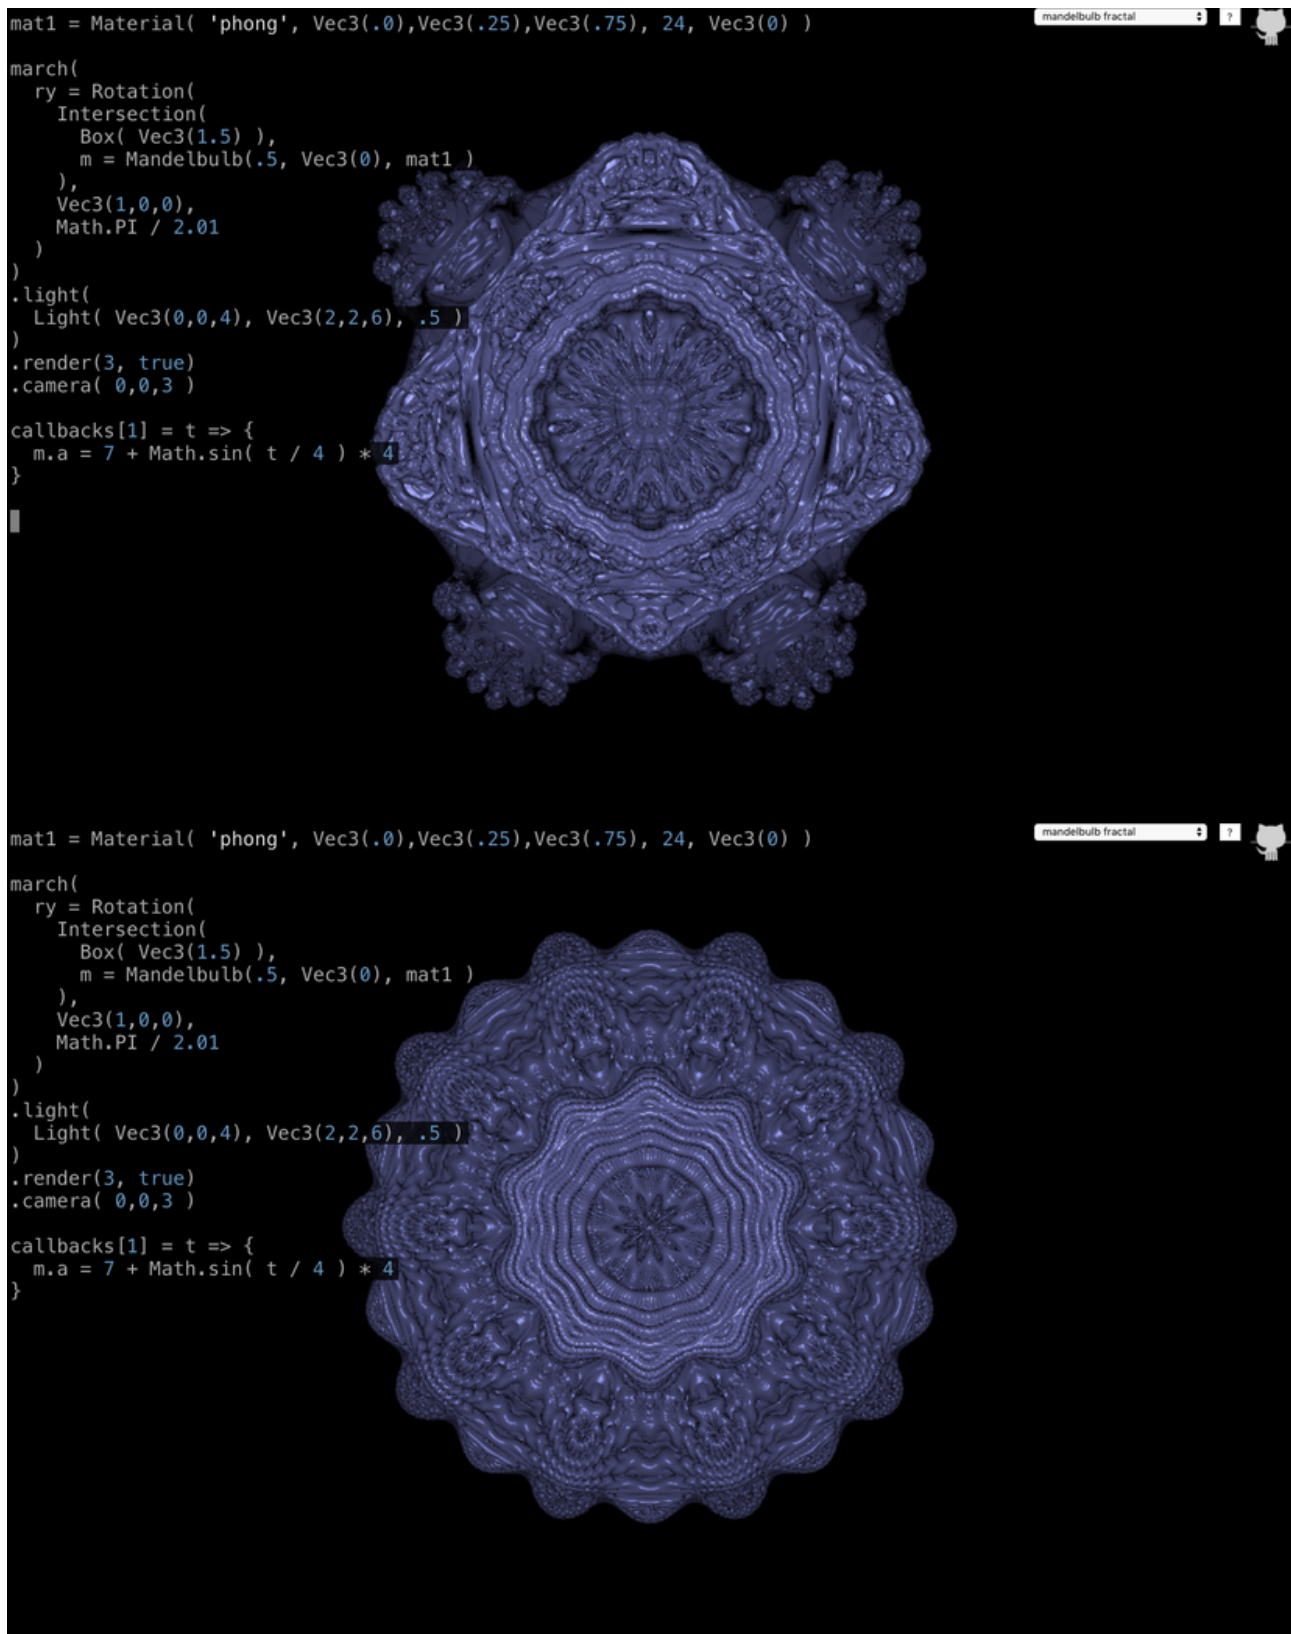 mat1 = Material( 'phong', Vec3(.0),Vec3(.25),Vec3(.75), 24, Vec3(0) )
mandelbulb fractal
?
march(
  ry = Rotation(
    Intersection(
      Box( Vec3(1.5) ),
      m = Mandelbulb(.5, Vec3(0), mat1 )
    ),
    Vec3(1,0,0),
    Math.PI / 2.01
  )
)
.light(
  Light( Vec3(0,0,4), Vec3(2,2,6), .5 )
)
.render(3, true)
.camera( 0,0,3 )
callbacks[1] = t => {
  m.a = 7 + Math.sin( t / 4 ) * 4
}
mat1 = Material( 'phong', Vec3(.0),Vec3(.25),Vec3(.75), 24, Vec3(0) )
mandelbulb fractal
?
march(
  ry = Rotation(
    Intersection(
      Box( Vec3(1.5) ),
      m = Mandelbulb(.5, Vec3(0), mat1 )
    ),
    Vec3(1,0,0),
    Math.PI / 2.01
  )
)
.light(
  Light( Vec3(0,0,4), Vec3(2,2,6), .5 )
)
.render(3, true)
.camera( 0,0,3 )
callbacks[1] = t => {
  m.a = 7 + Math.sin( t / 4 ) * 4
}